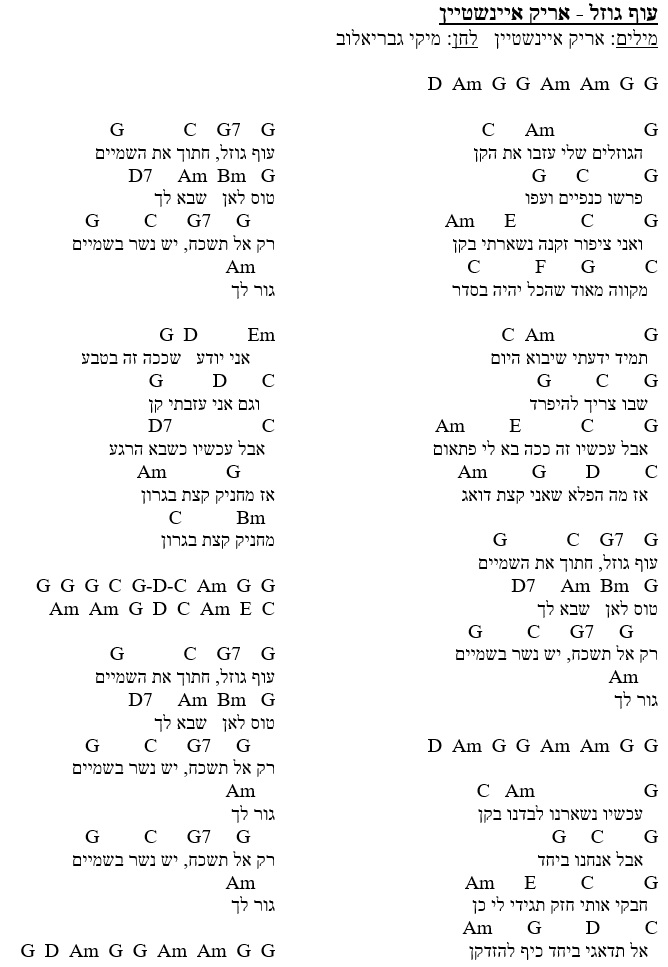 עוף גוזל - אריק איינשטיין
מילים: אריק איינשטיין לחן: מיקי גבריאלוב
D Am G G Am Am G G
C Am G
הגוזלים שלי עזבו את הקן
G C G
פרשו כנפיים ועפו
Am E C G
ואני ציפור זקנה נשארתי בקן
C F G C
מקווה מאוד שהכל יהיה בסדר
C Am G
תמיד ידעתי שיבוא היום
G C G
שבו צריך להיפרד
Am E C G
אבל עכשיו זה ככה בא לי פתאום
Am G D C
אז מה הפלא שאני קצת דואג
G C G7 G
עוף גוזל, חתוך את השמיים
D7 Am Bm G
טוס לאן שבא לך
G C G7 G
רק אל תשכח, יש נשר בשמיים
Am
גור לך
D Am G G Am Am G G
C Am G
עכשיו נשארנו לבדנו בקן
G C G
אבל אנחנו ביחד
Am E C G
חבקי אותי חזק תגידי לי כן
Am G D C
אל תדאגי ביחד כיף להזדקן
G C G7 G
עוף גוזל, חתוך את השמיים
D7 Am Bm G
טוס לאן שבא לך
G C G7 G
רק אל תשכח, יש נשר בשמיים
Am
גור לך
G D Em
אני יודע שככה זה בטבע
G D C
וגם אני עזבתי קן
D7 C
אבל עכשיו כשבא הרגע
Am G
אז מחניק קצת בגרון
C Bm
מחניק קצת בגרון
G G G C G-D-C Am G G
Am Am G D C Am E C
G C G7 G
עוף גוזל, חתוך את השמיים
D7 Am Bm G
טוס לאן שבא לך
G C G7 G
רק אל תשכח, יש נשר בשמיים
Am
גור לך
G C G7 G
רק אל תשכח, יש נשר בשמיים
Am
גור לך
G D Am G G Am Am G G